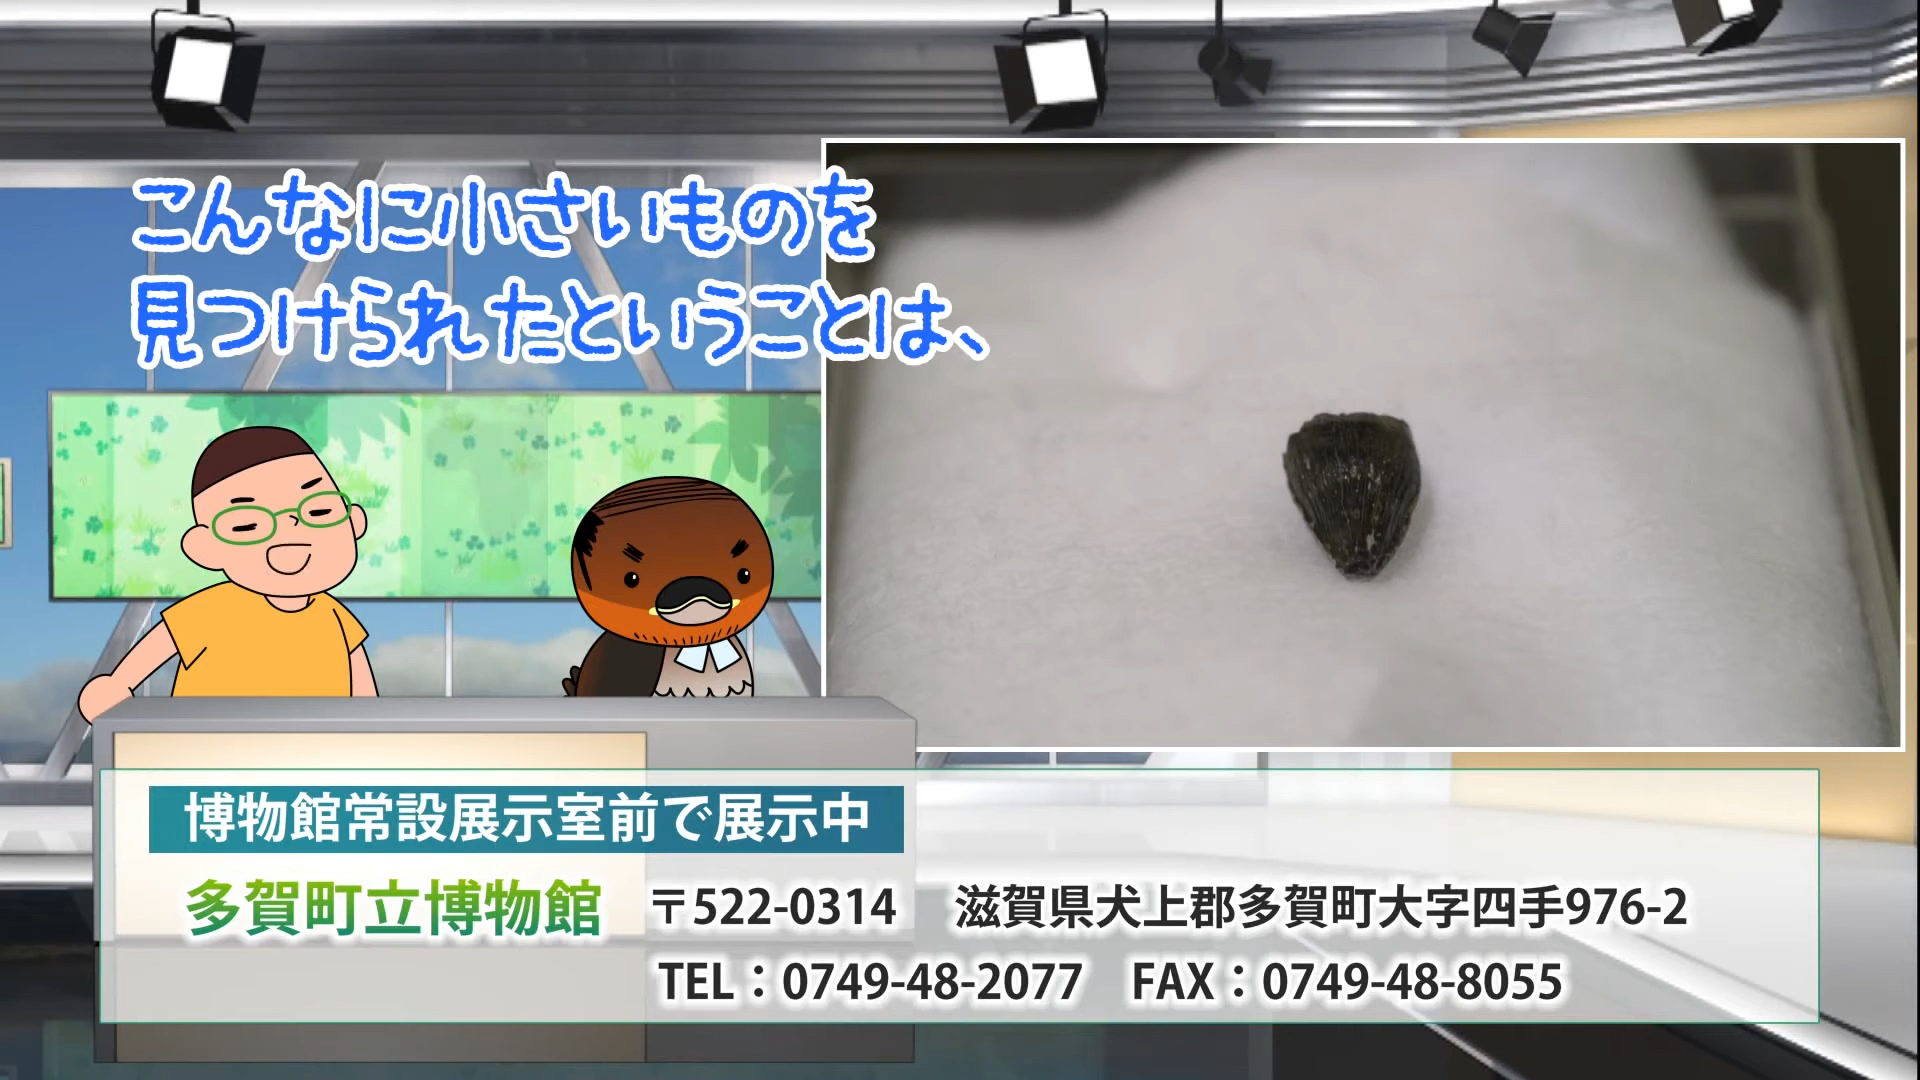 こんなに小さいものを
見つけられたということは、
博物館常設展示室前で展示中
多賀町立博物館 〒522-0314 滋賀県犬上郡多賀町大字四手976-2
TEL：0749-48-2077 FAX：0749-48-8055